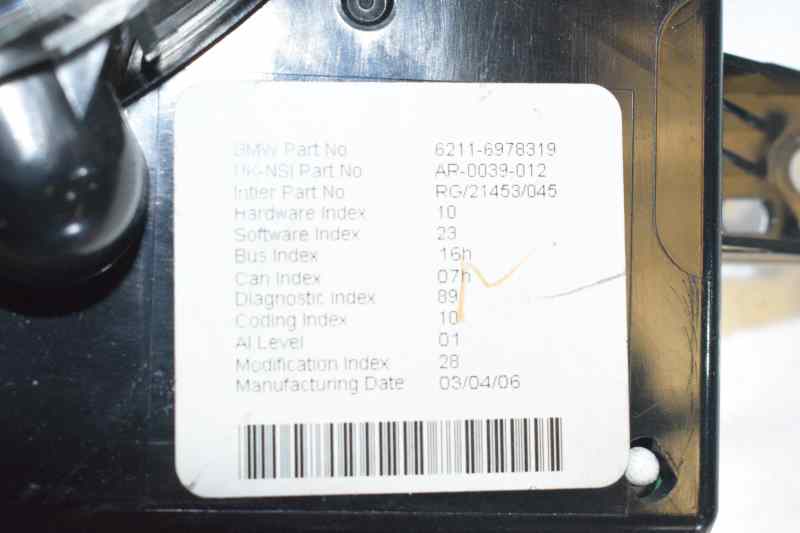 BMW Part No 6211-6978319
UK-NSI Part No AR-0039-012
Intier Part No RG/21453/045
Hardware Index 10
Software Index 23
Bus Index 16h
Can Index 07h
Diagnostic Index 89
Coding Index 10
AI Level 01
Modification Index 28
Manufacturing Date 03/04/06